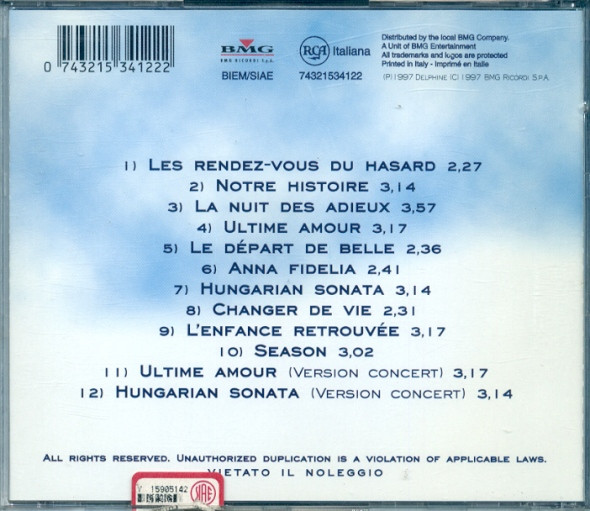 0 743215 341222
BMG
BMG RICORDI S.p.A.
BIEM/SIAE
RCA Italiana
74321534122
Distributed by the local BMG Company.
A Unit of BMG Entertainment
All trademarks and logos are protected
Printed in Italy - Imprimé en Italie
(P)1997 DELPHINE (C) 1997 BMG RICORDI S.P.A.
1) LES RENDEZ-VOUS DU HASARD 2,27
2) NOTRE HISTOIRE 3,14
3) LA NUIT DES ADIEUX 3,57
4) ULTIME AMOUR 3,17
5) LE DÉPART DE BELLE 2,36
6) ANNA FIDELIA 2,41
7) HUNGARIAN SONATA 3,14
8) CHANGER DE VIE 2,31
9) L'ENFANCE RETROUVÉE 3,17
10) SEASON 3,02
11) ULTIME AMOUR (VERSION CONCERT) 3,17
12) HUNGARIAN SONATA (VERSION CONCERT) 3,14
ALL RIGHTS RESERVED. UNAUTHORIZED DUPLICATION IS A VIOLATION OF APPLICABLE LAWS.
VIETATO IL NOLEGGIO
V 15905142